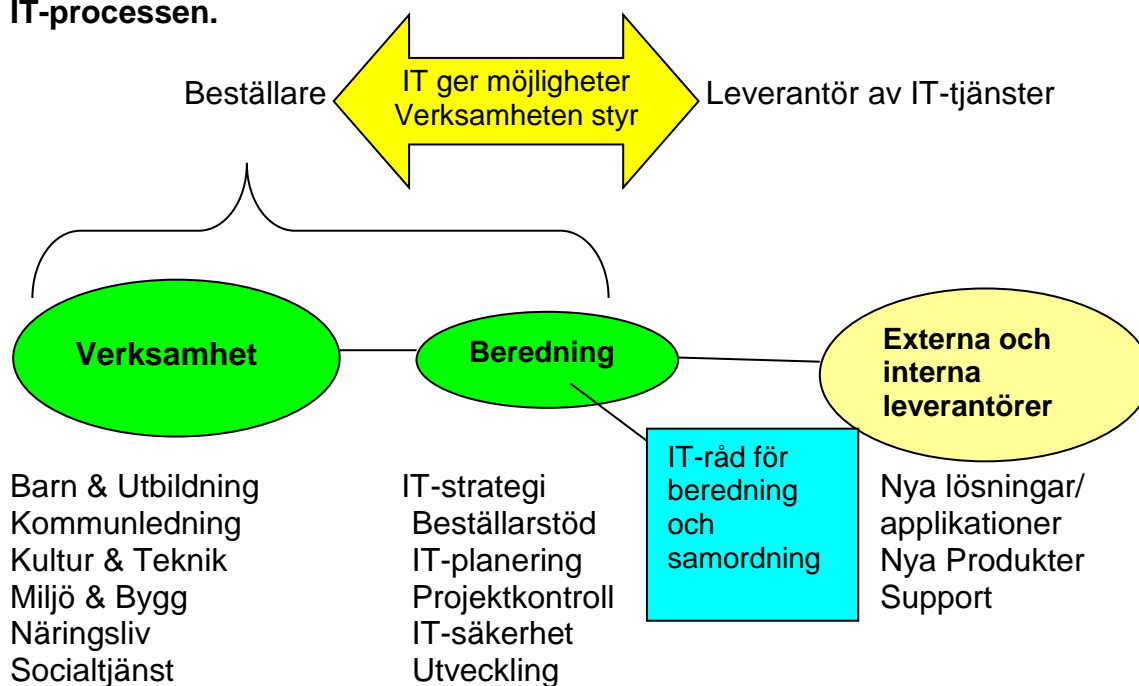 IT-processen.
Beställare
IT ger möjligheter
Verksamheten styr
Leverantör av IT-tjänster
Verksamhet
Beredning
Externa och
interna
leverantörer
Barn & Utbildning
Kommunledning
Kultur & Teknik
Miljö & Bygg
Näringsliv
Socialtjänst
IT-strategi
Beställarstöd
IT-planering
Projektkontroll
IT-säkerhet
Utveckling
IT-råd för
beredning
och
samordning
Nya lösningar/
applikationer
Nya Produkter
Support